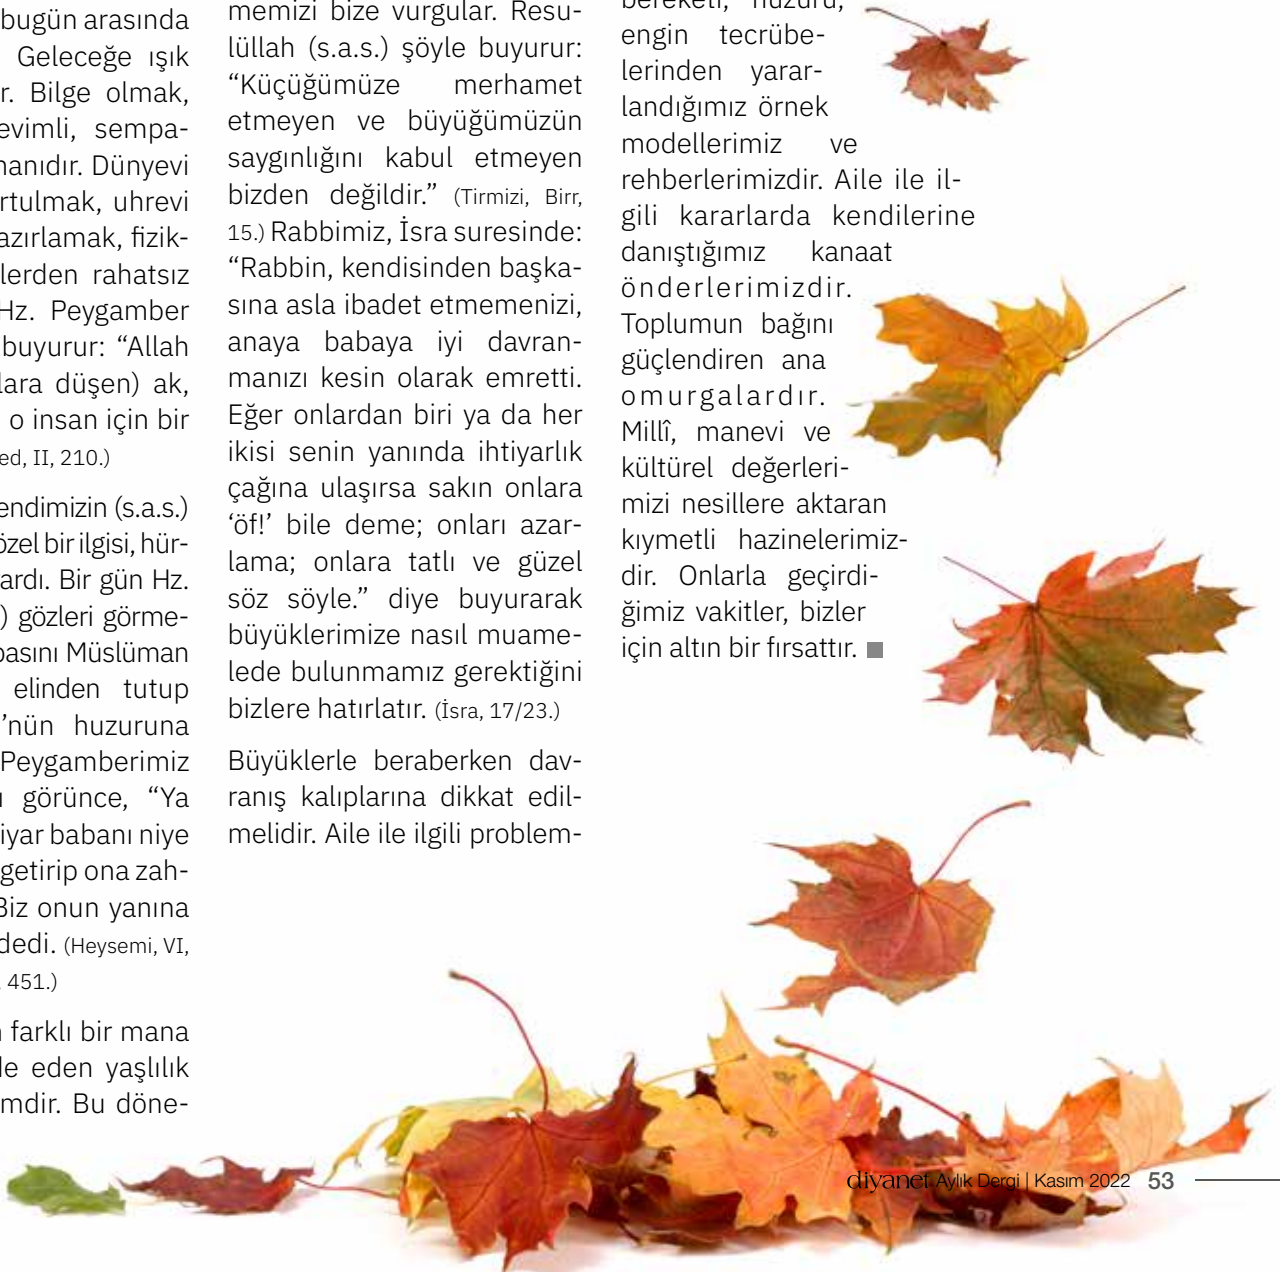 bugün arasında
Geleceğe ışık
r. Bilge olmak,
evimli, sempa-
nanıdır. Dünyevi
rtulmak, uhrevi
azırlamak, fizik-
lerden rahatsız
Hz. Peygamber
buyurur: “Allah
lara düşen) ak,
o insan için bir
ed, II, 210.)
endimizin (s.a.s.)
özel bir ilgisi, hür-
ardı. Bir gün Hz.
) gözleri görme-
basını Müslüman
elinden tutup
’nün huzuruna
Peygamberimiz
görünce, “Ya
iyar babanı niye
getirip ona zah-
Biz onun yanına
dedi. (Heysemi, VI,
451.)
farklı bir mana
de eden yaşlılık
mdir. Bu döne-
memizi bize vurgular. Resu-
lüllah (s.a.s.) şöyle buyurur:
“Küçüğümüze merhamet
etmeyen ve büyüğümüzün
saygınlığını kabul etmeyen
bizden değildir.” (Tirmizi, Birr,
15.) Rabbimiz, İsra suresinde:
“Rabbin, kendisinden başka-
sına asla ibadet etmemenizi,
anaya babaya iyi davran-
manızı kesin olarak emretti.
Eğer onlardan biri ya da her
ikisi senin yanında ihtiyarlık
çağına ulaşırsa sakın onlara
‘öf!’ bile deme; onları azar-
lama; onlara tatlı ve güzel
söz söyle.” diye buyurarak
büyüklerimize nasıl muame-
lede bulunmamız gerektiğini
bizlere hatırlatır. (İsra, 17/23.)
Büyüklerle beraberken dav-
ranış kalıplarına dikkat edil-
melidir. Aile ile ilgili problem-
bereketi, huzuru,
engin tecrübe-
lerinden yarar-
landığımız örnek
modellerimiz ve
rehberlerimizdir. Aile ile il-
gili kararlarda kendilerine
danıştığımız kanaat
önderlerimizdir.
Toplumun bağını
güçlendiren ana
omurgalardır.
Millî, manevi ve
kültürel değerleri-
mizi nesillere aktaran
kıymetli hazinelerimiz-
dir. Onlarla geçirdi-
ğimiz vakitler, bizler
için altın bir fırsattır. ■
diyanet Aylık Dergi | Kasım 2022 53